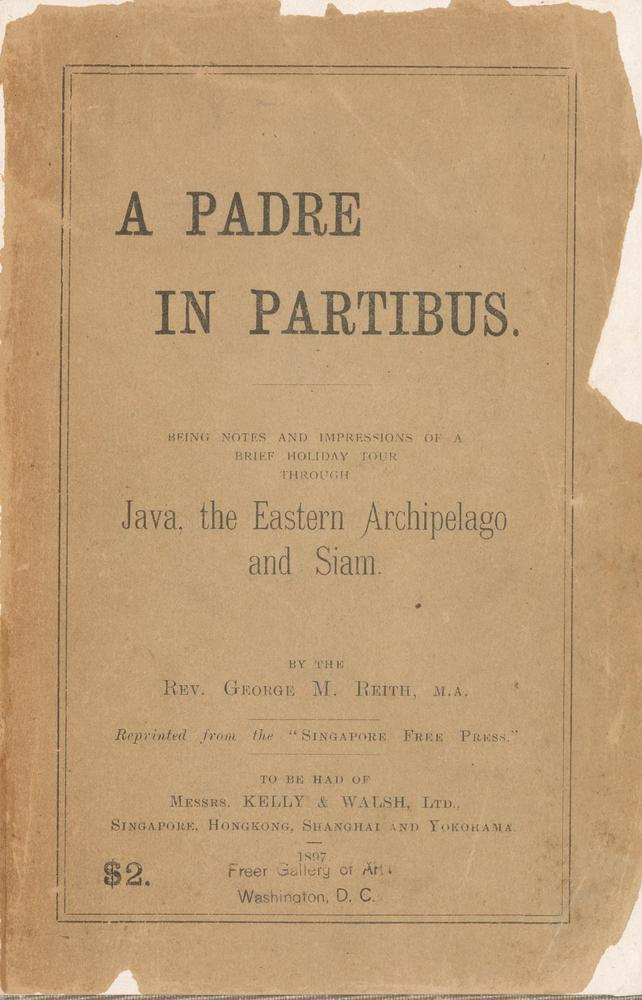 A PADRE
IN PARTIBUS.
BEING NOTES AND IMPRESSIONS OF A
BRIEF HOLIDAY TOUR
THROUGH
Java, the Eastern Archipelago
and Siam.
BY THE
REV. GEORGE M. REITH, M.A.
Reprinted from the "SINGAPORE FREE PRESS."
TO BE HAD OF
MESSRS. KELLY & WALSH, LTD.,
SINGAPORE, HONGKONG, SHANGHAI AND YOKOHAMA.
1897
$2.
Freer Gallery of Art
Washington, D. C.